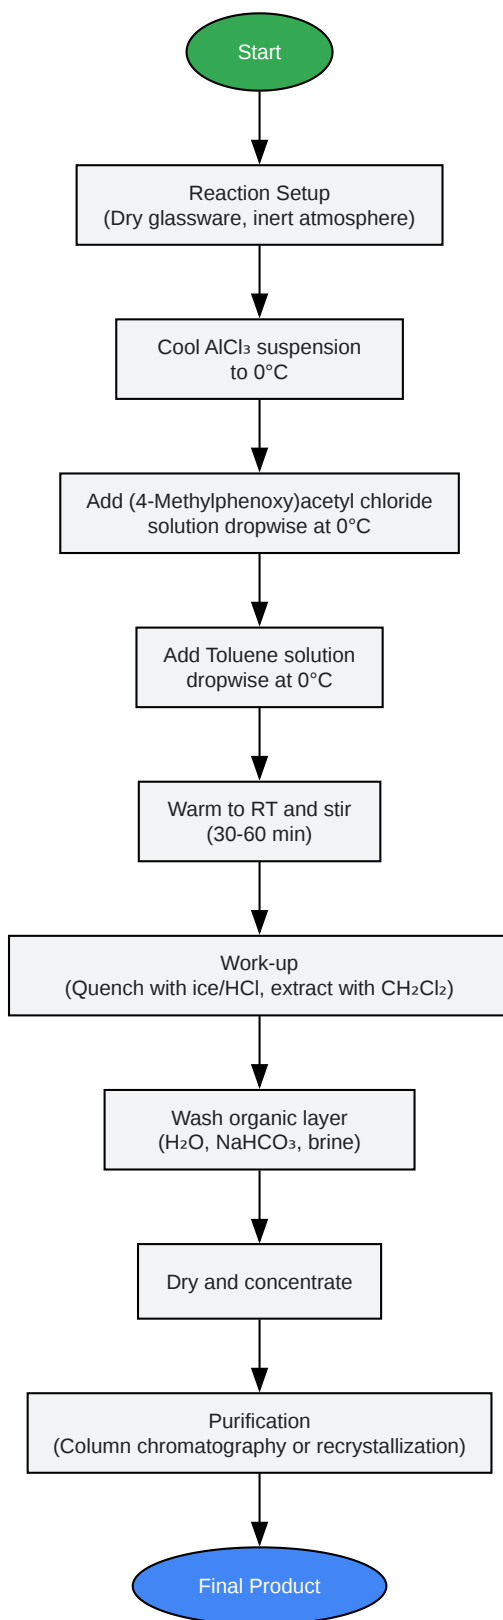 Start
Reaction Setup
(Dry glassware, inert atmosphere)
Cool AlCl₃ suspension
to 0°C
Add (4-Methylphenoxy)acetyl chloride
solution dropwise at 0°C
Add Toluene solution
dropwise at 0°C
Warm to RT and stir
(30-60 min)
Work-up
(Quench with ice/HCl, extract with CH₂Cl₂)
Wash organic layer
(H₂O, NaHCO₃, brine)
Dry and concentrate
Purification
(Column chromatography or recrystallization)
Final Product